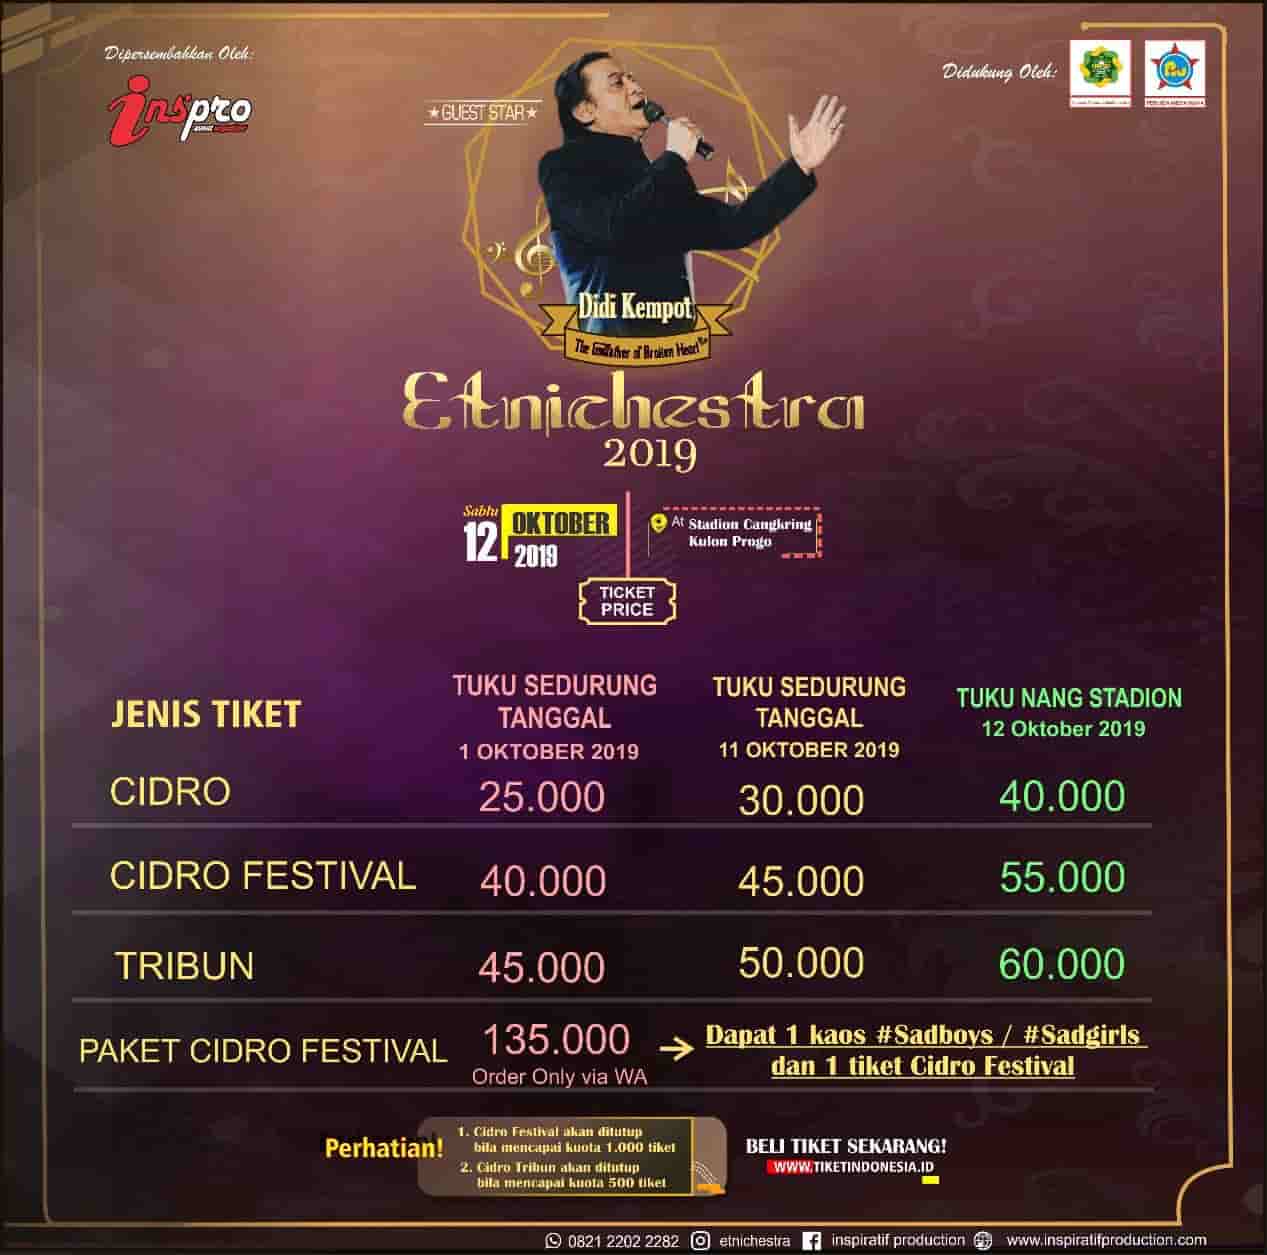 Dipersembahkan Oleh:
ins'pro
Didukung Oleh:
★GUEST STAR★
Didi Kempot
The Godfather of Broken Heart
Etnichestra
2019
Sabtu
12 OKTOBER
2019
At Stadion Cangkring
Kulon Progo
TICKET
PRICE
JENIS TIKET
TUKU SEDURUNG
TANGGAL
1 OKTOBER 2019
TUKU SEDURUNG
TANGGAL
11 OKTOBER 2019
TUKU NANG STADION
12 Oktober 2019
CIDRO 25.000 30.000 40.000
CIDRO FESTIVAL 40.000 45.000 55.000
TRIBUN 45.000 50.000 60.000
PAKET CIDRO FESTIVAL 135.000
Order Only via WA
Dapat 1 kaos #Sadboys / #Sadgirls
dan 1 tiket Cidro Festival
Perhatian!
1. Cidro Festival akan ditutup
bila mencapai kuota 1.000 tiket
2. Cidro Tribun akan ditutup
bila mencapai kuota 500 tiket
BELI TIKET SEKARANG!
WWW.TIKETINDONESIA.ID
0821 2202 2282 etnichestra inspiratif production www.inspiratifproduction.com